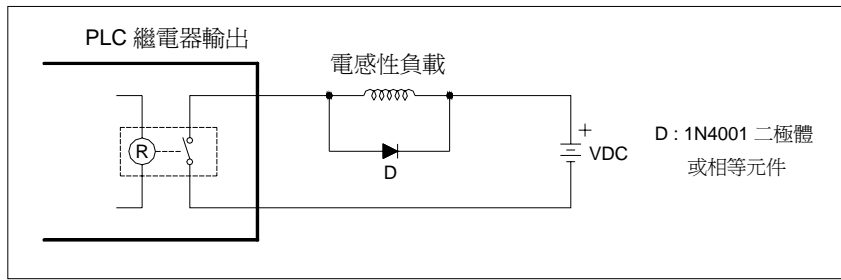 PLC 繼電器輸出
電感性負載
R
D
+
VDC
D : 1N4001 二極體
或相等元件